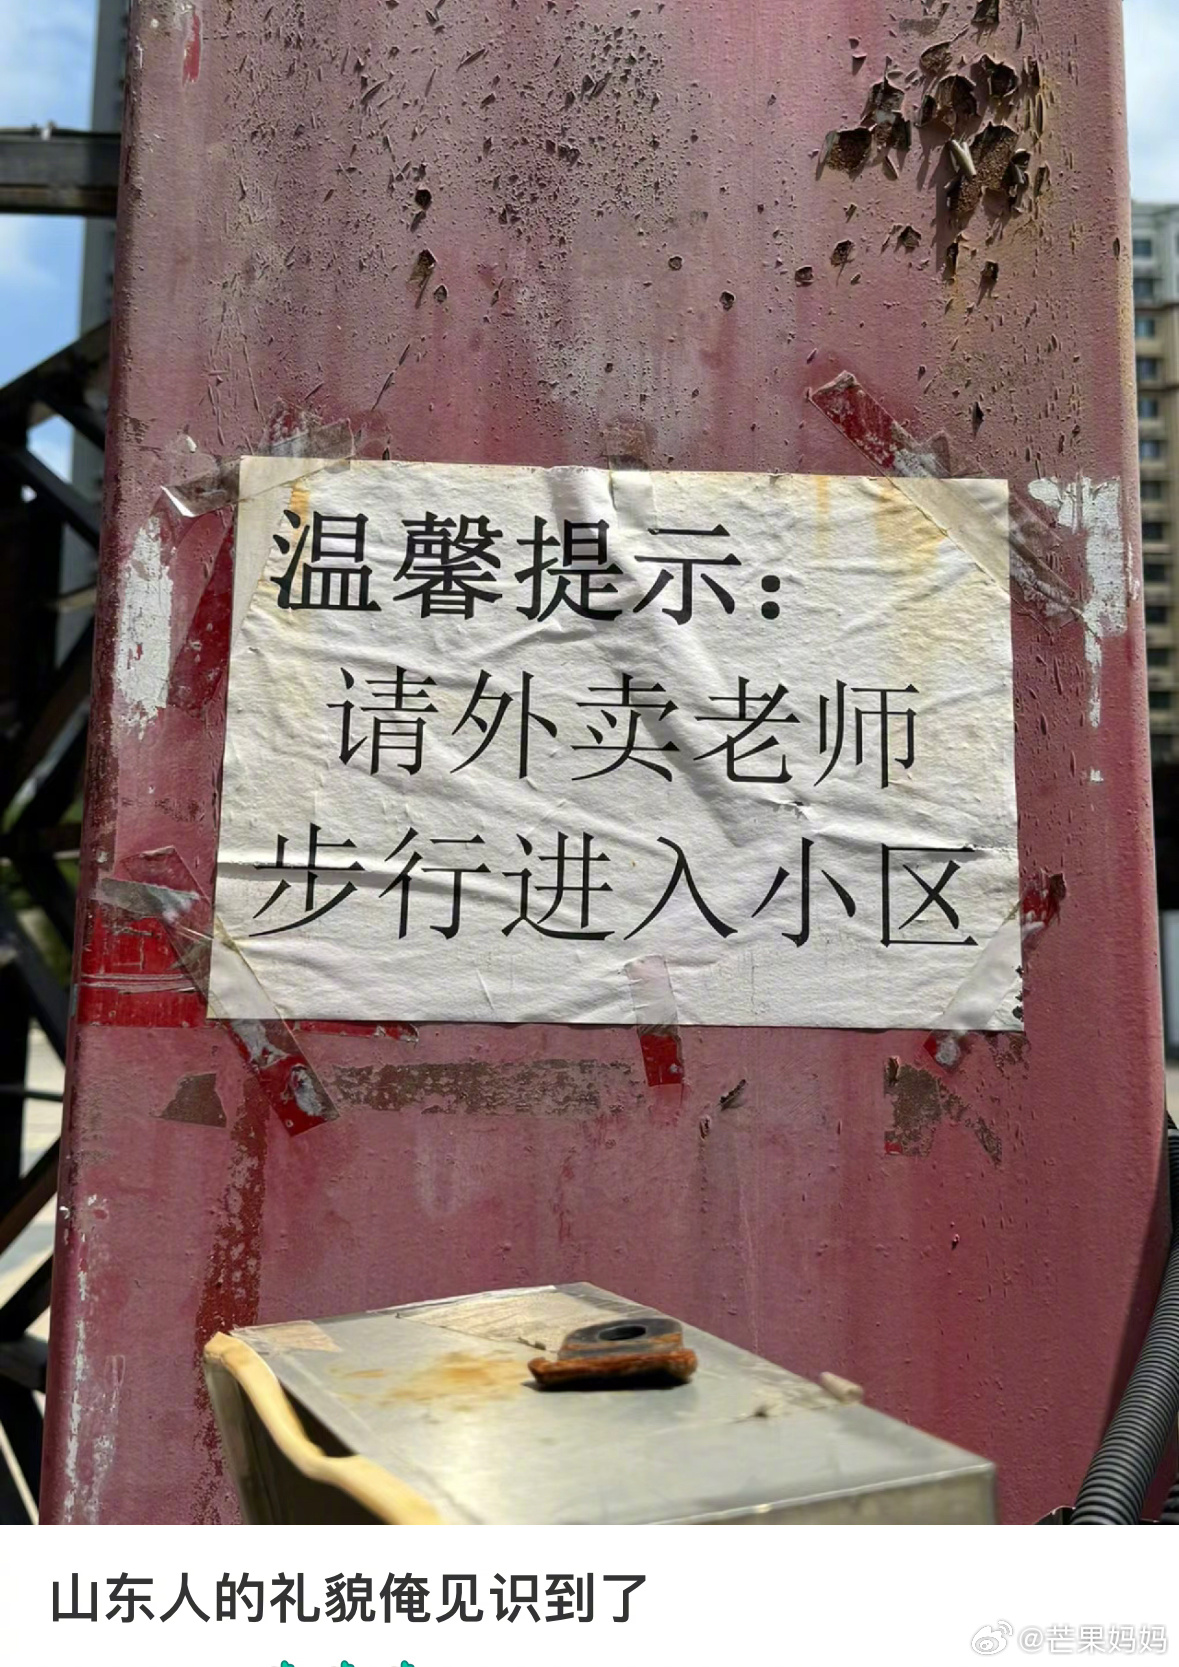 温馨提示：
请外卖老师
步行进入小区
山东人的礼貌俺见识到了
@芒果妈妈